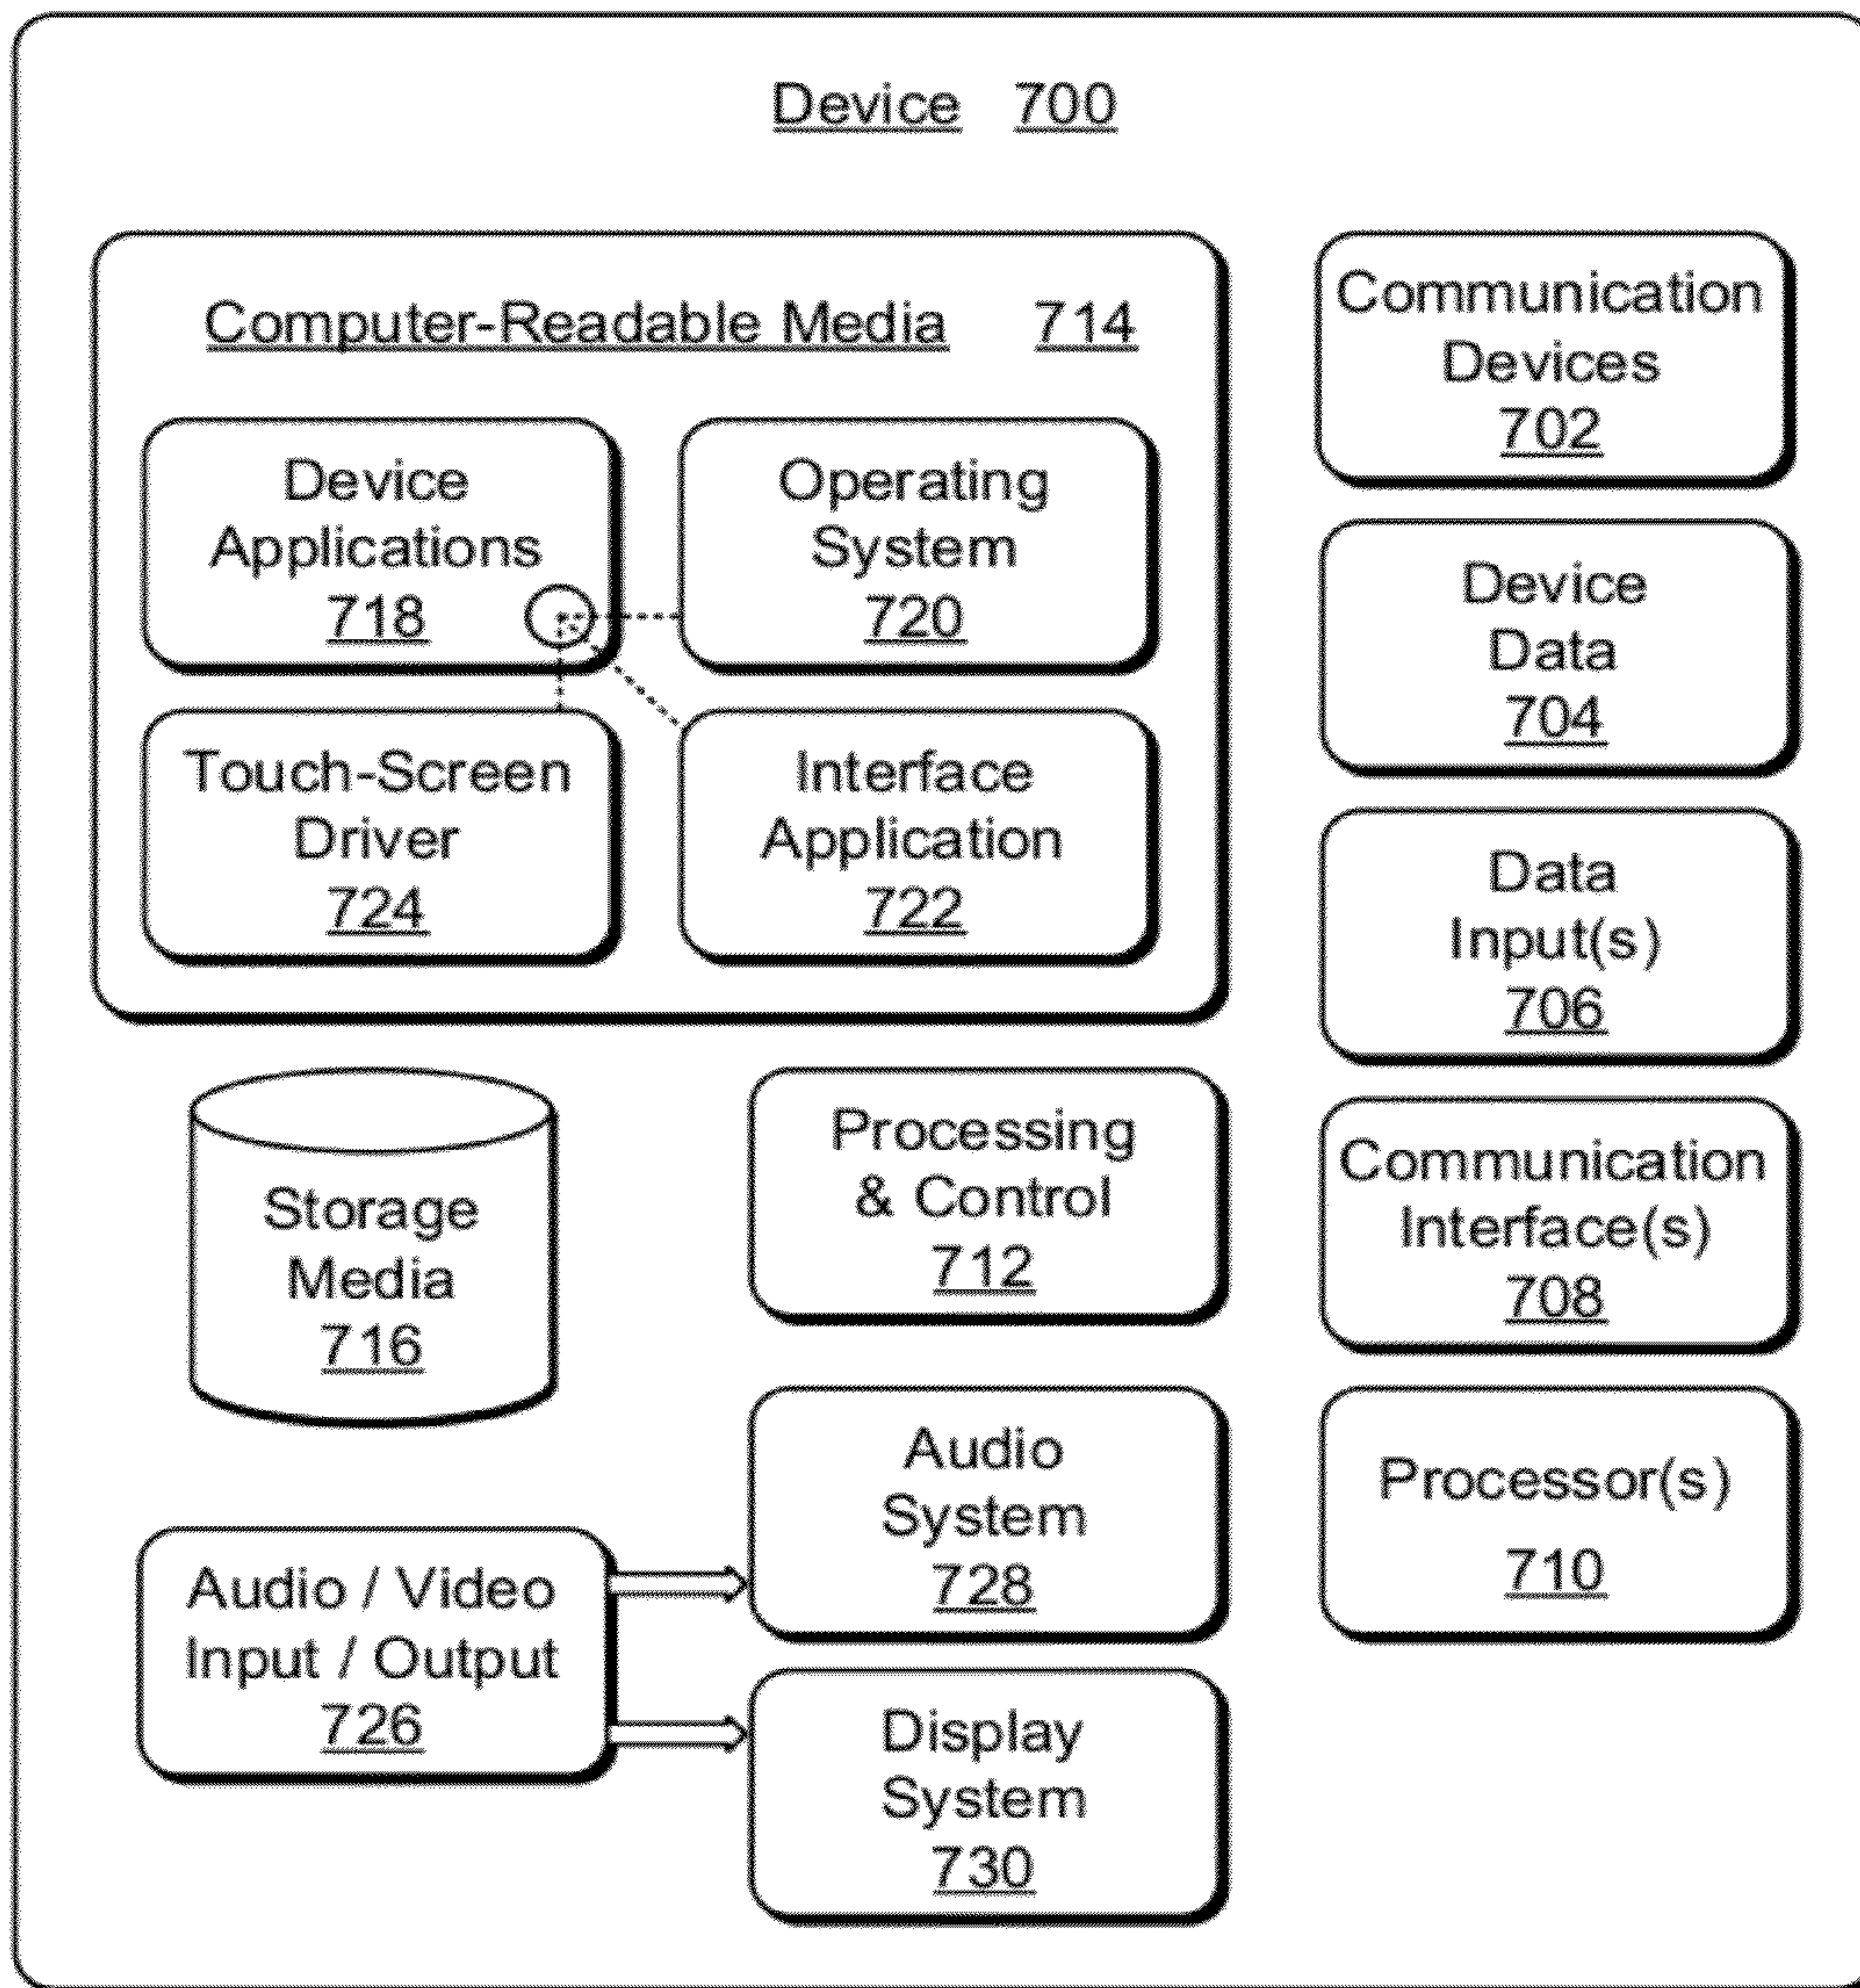 Device 700
Computer-Readable Media 714
Device
Applications
718
Operating
System
720
Touch-Screen
Driver
724
Interface
Application
722
Storage
Media
716
Processing
& Control
712
Audio / Video
Input / Output
726
Audio
System
728
Display
System
730
Communication
Devices
702
Device
Data
704
Data
Input(s)
706
Communication
Interface(s)
708
Processor(s)
710